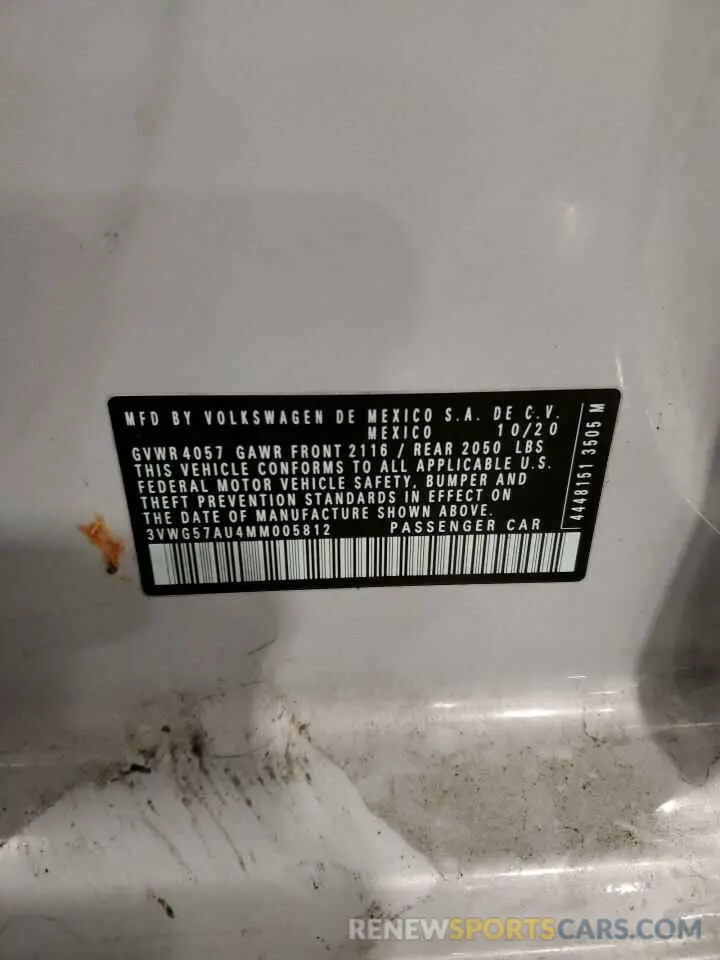 MFD BY VOLKSWAGEN DE MEXICO S.A. DE C.V.
MEXICO 10/20
GVWR 4057 GAWR FRONT 2116 / REAR 2050 LBS
THIS VEHICLE CONFORMS TO ALL APPLICABLE U.S.
FEDERAL MOTOR VEHICLE SAFETY, BUMPER AND
THEFT PREVENTION STANDARDS IN EFFECT ON
THE DATE OF MANUFACTURE SHOWN ABOVE.
3VWG57AU4MM005812 PASSENGER CAR
4448151 3505 M
RENEWSPORTSCARS.COM